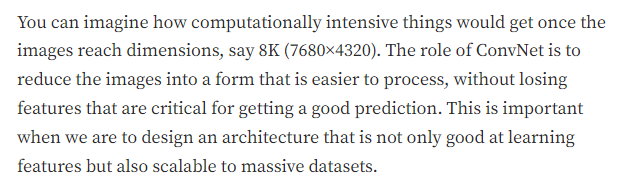 You can imagine how computationally intensive things would get once the
images reach dimensions, say 8K (7680×4320). The role of ConvNet is to
reduce the images into a form that is easier to process, without losing
features that are critical for getting a good prediction. This is important
when we are to design an architecture that is not only good at learning
features but also scalable to massive datasets.